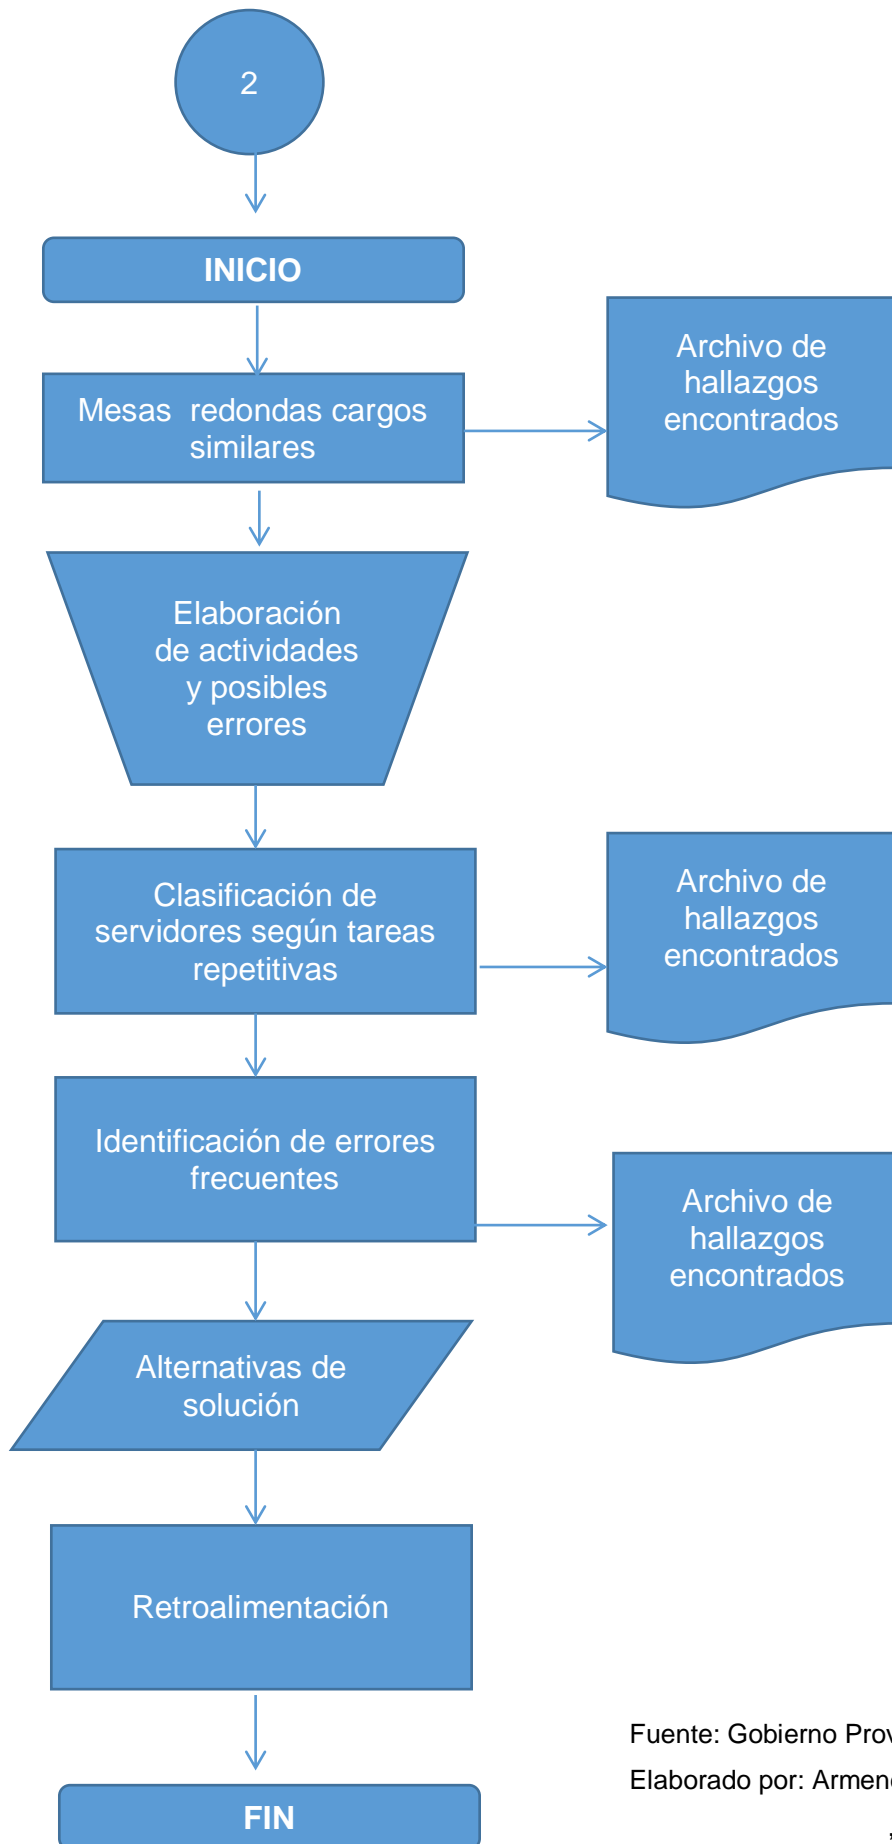 2
INICIO
Mesas redondas cargos
similares
Archivo de
hallazgos
encontrados
Elaboración
de actividades
y posibles
errores
Clasificación de
servidores según tareas
repetitivas
Archivo de
hallazgos
encontrados
Identificación de errores
frecuentes
Archivo de
hallazgos
encontrados
Alternativas de
solución
Retroalimentación
Fuente: Gobierno
Elaborado por:
FIN